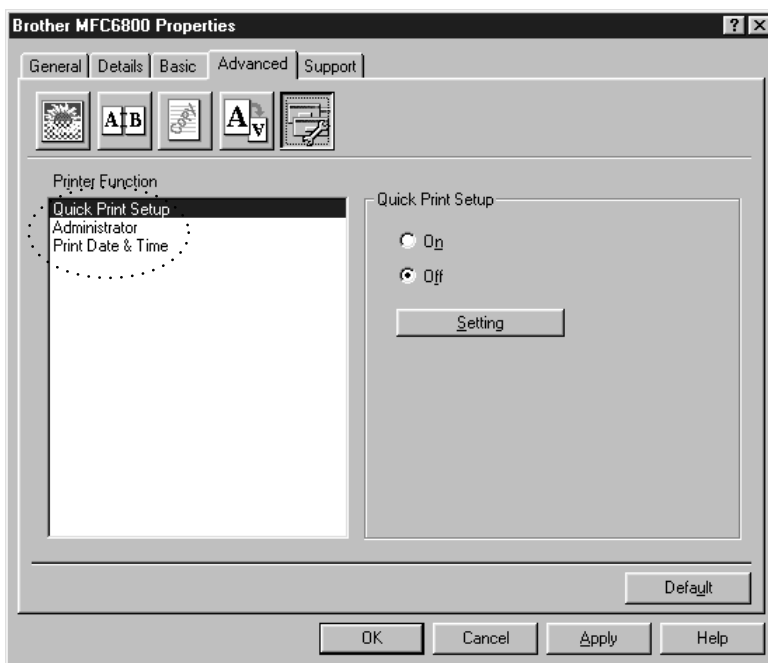 Brother MFC6800 Properties
General Details Basic Advanced Support
A B COPY A A
Printer Function
Quick Print Setup
Administrator
Print Date & Time
Quick Print Setup
On
Off
Setting
Default
OK Cancel Apply Help